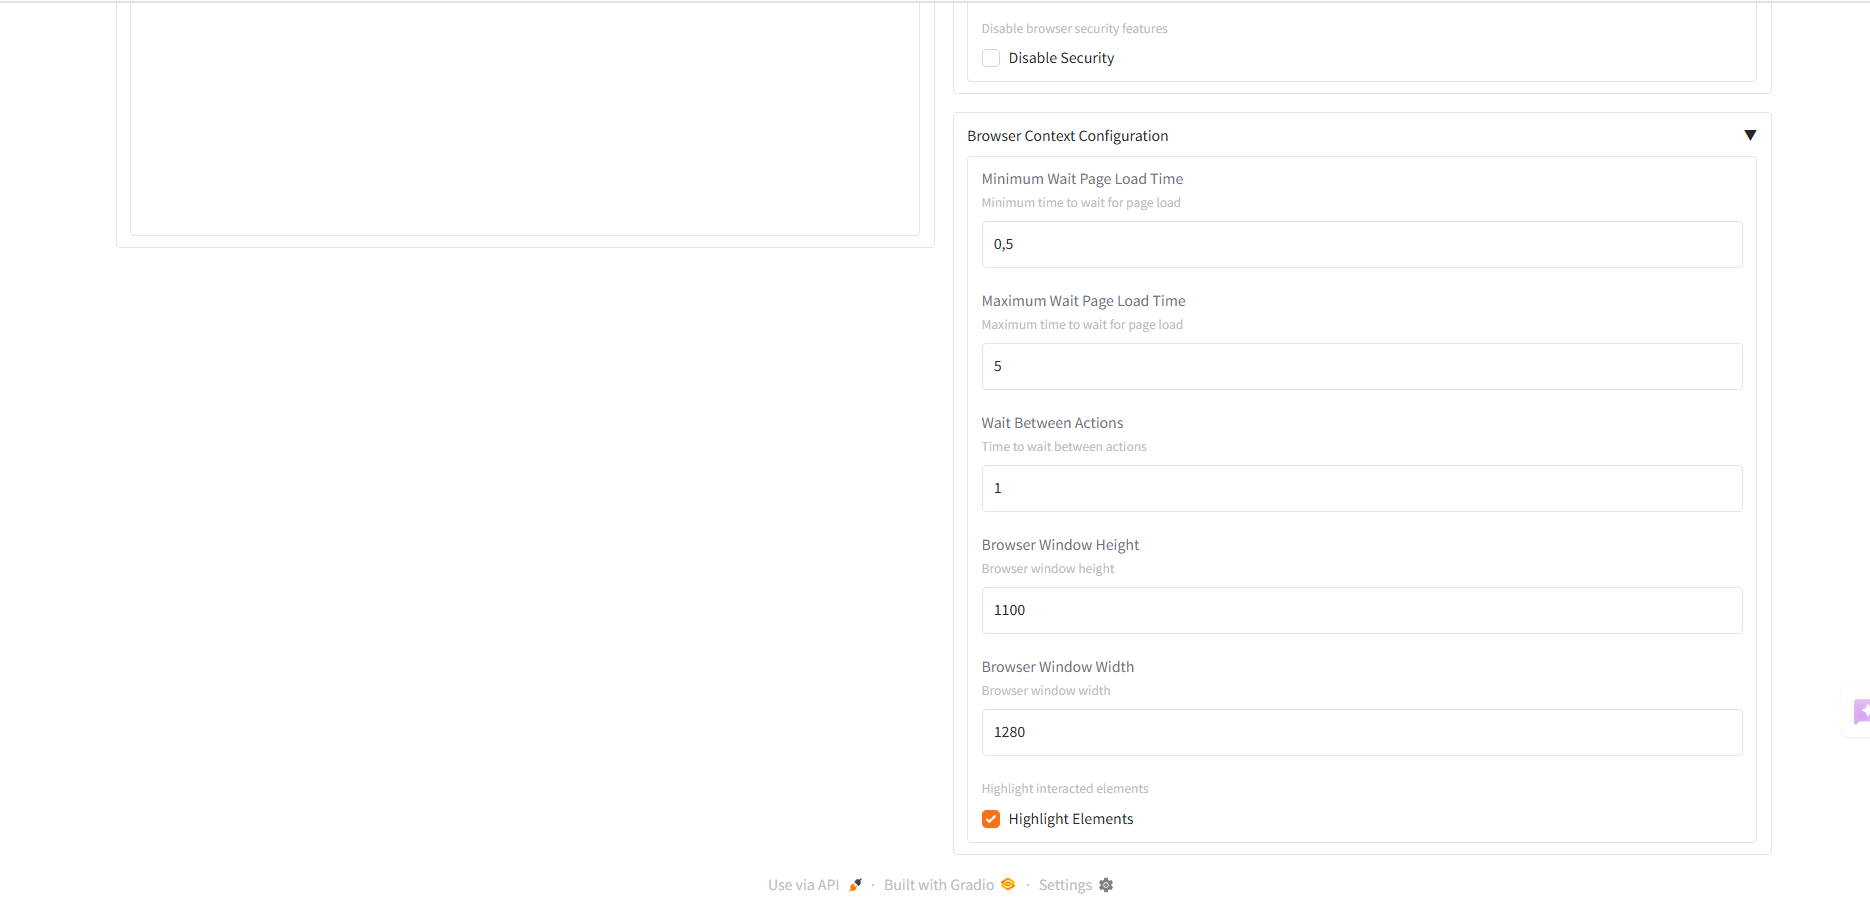 Disable browser security features
Disable Security
Browser Context Configuration
Minimum Wait Page Load Time
Minimum time to wait for page load
0,5
Maximum Wait Page Load Time
Maximum time to wait for page load
5
Wait Between Actions
Time to wait between actions
1
Browser Window Height
Browser window height
1100
Browser Window Width
Browser window width
1280
Highlight interacted elements
Highlight Elements
Use via API · Built with Gradio · Settings